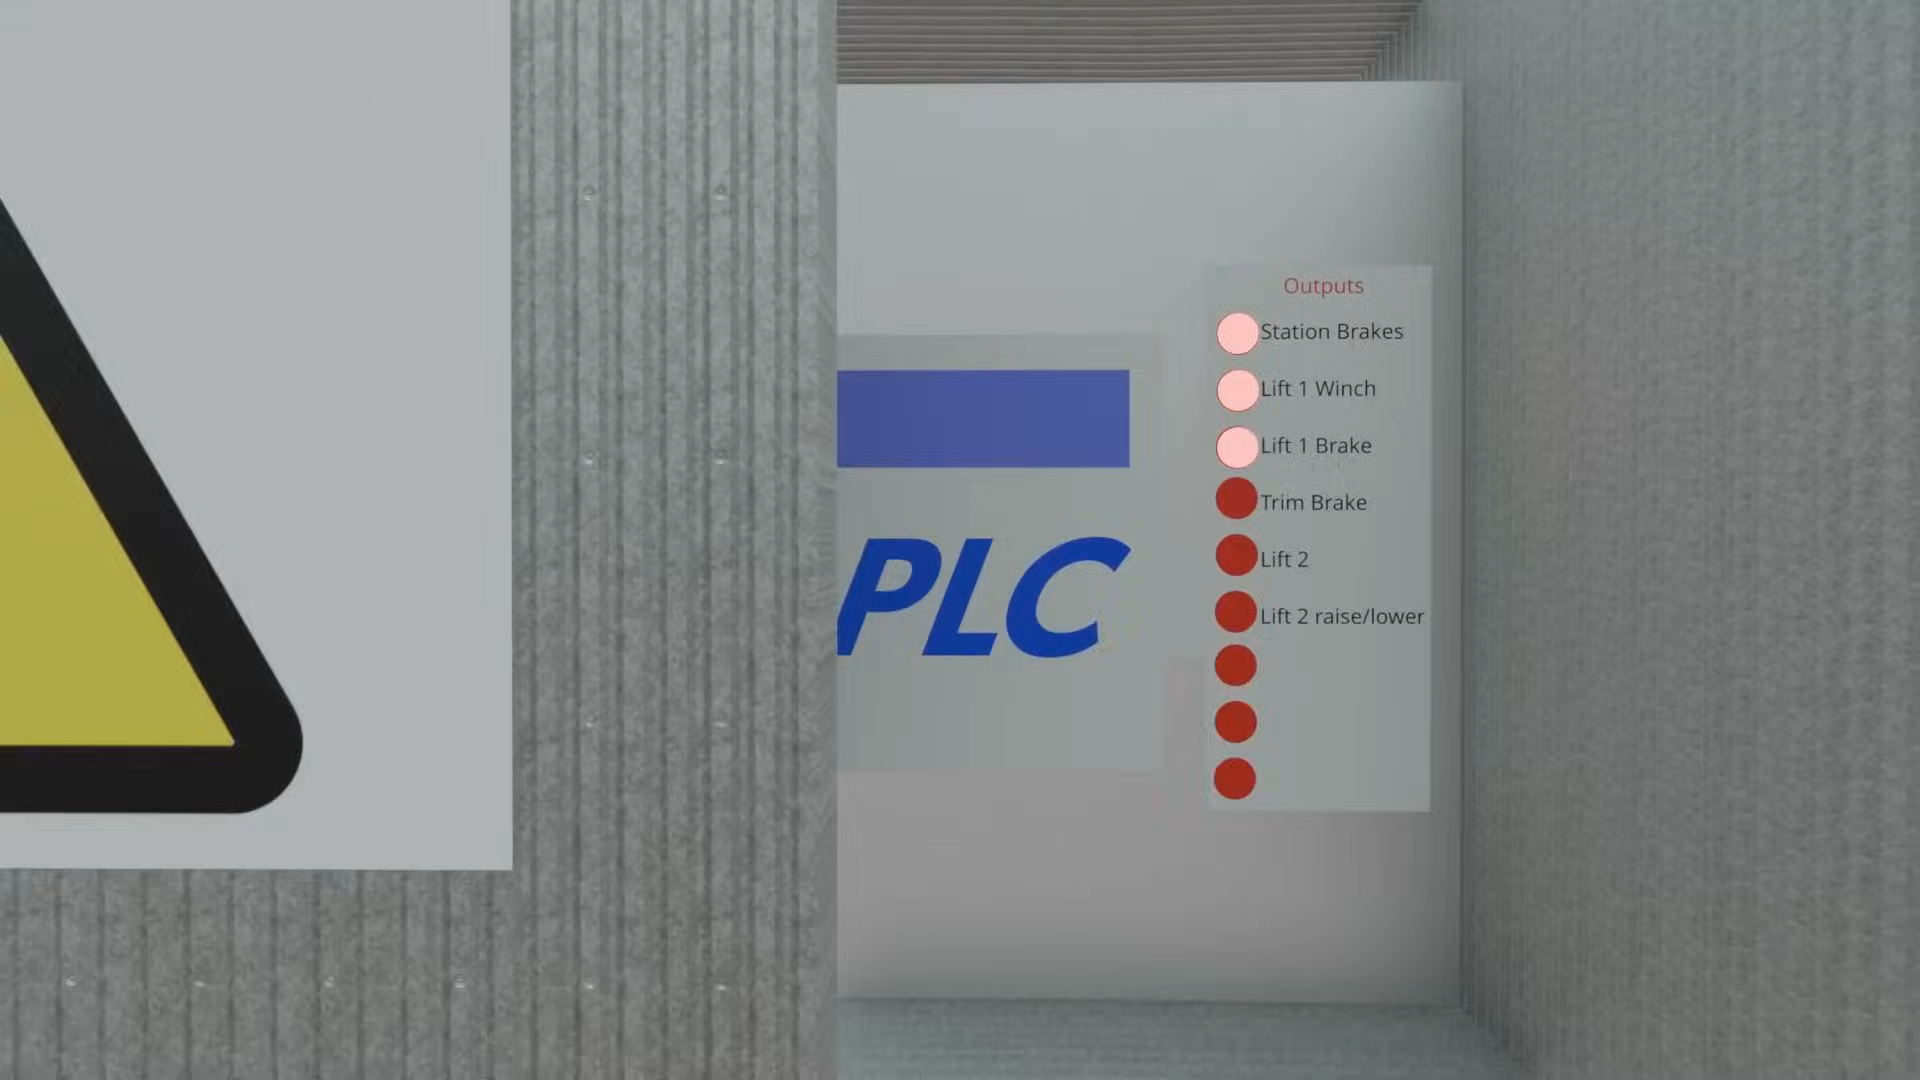 PLC
Outputs
Station Brakes
Lift 1 Winch
Lift 1 Brake
Trim Brake
Lift 2
Lift 2 raise/lower